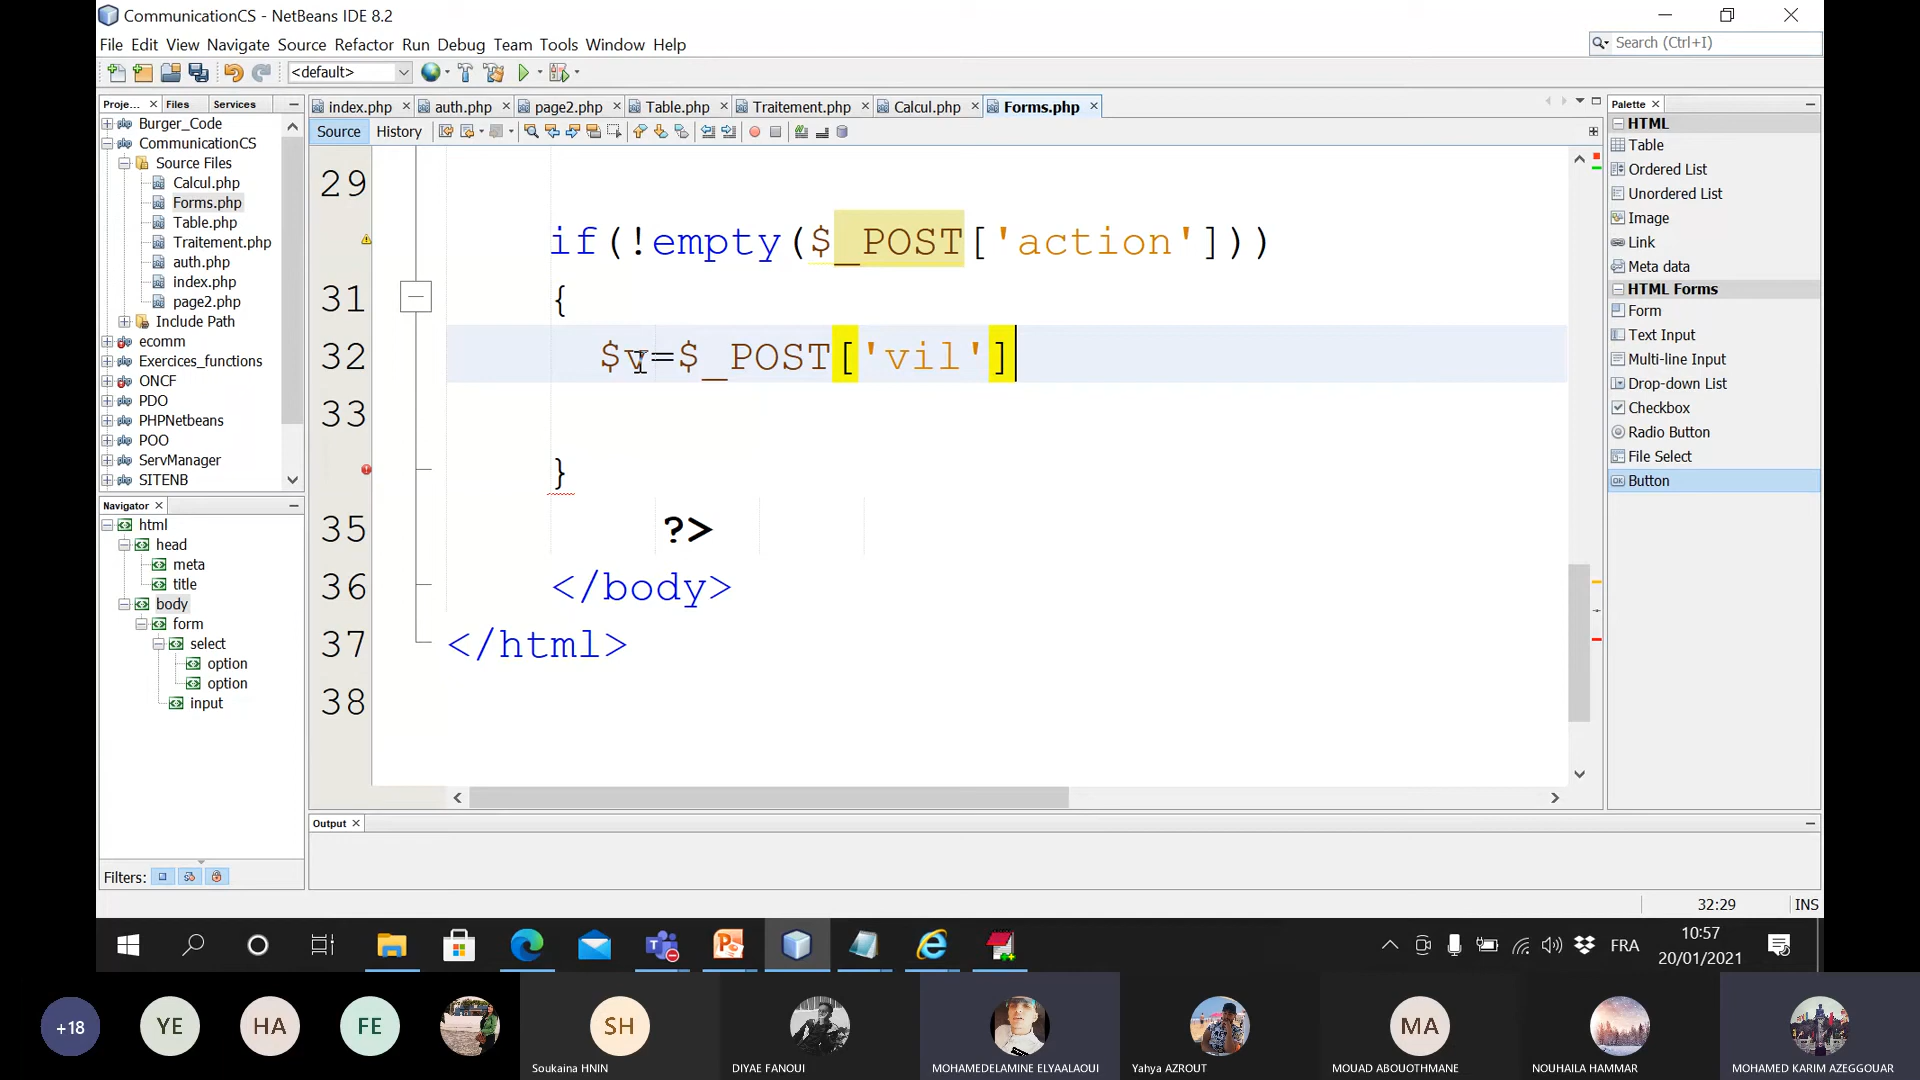 CommunicationCS - NetBeans IDE 8.2
File Edit View Navigate Source Refactor Run Debug Team Tools Window Help
Search (Ctrl+I)
<default>
Proje... Files Services
index.php auth.php page2.php Table.php Traitement.php Calcul.php Forms.php
Palette
Source History
Burger_Code
CommunicationCS
Source Files
Calcul.php
Forms.php
Table.php
Traitement.php
auth.php
index.php
page2.php
Include Path
ecomm
Exercices_functions
ONCF
PDO
PHPNetbeans
POO
ServManager
SITENB
Navigator
html
head
meta
title
body
form
select
option
option
input
Filters:
29
if(!empty($_POST['action']))
31 {
32 $v=$_POST['vil']
33
}
35 ?>
36 </body>
37 </html>
38
HTML
Table
Ordered List
Unordered List
Image
Link
Meta data
HTML Forms
Form
Text Input
Multi-line Input
Drop-down List
Checkbox
Radio Button
File Select
Button
Output
32:29 INS
FRA
10:57
20/01/2021
+18 YE HA FE SH MA
Soukaina HNIN
DIYAE FANOUI
MOHAMEDELAMINE ELYAALAOUI
Yahya AZROUT
MOUAD ABOUOTHMANE
NOUHAILA HAMMAR
MOHAMED KARIM AZEGGOUAR